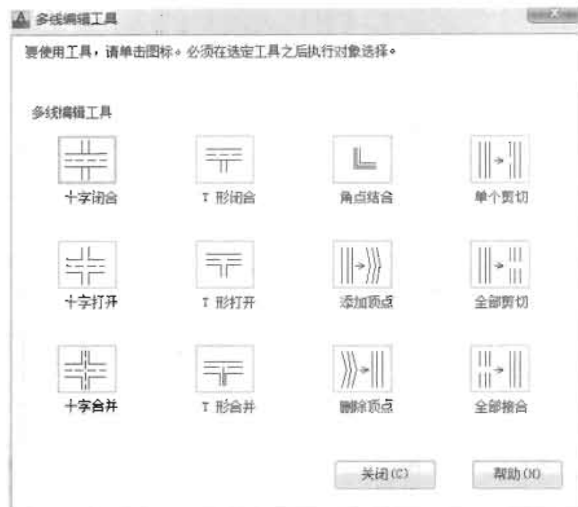 多线编辑工具
要使用工具，请单击图标。必须在选定工具之后执行对象选择。
多线编辑工具
十字闭合 T 形闭合 角点结合 单个剪切
十字打开 T 形打开 添加顶点 全部剪切
十字合并 T 形合并 删除顶点 全部接合
关闭(C) 帮助(H)